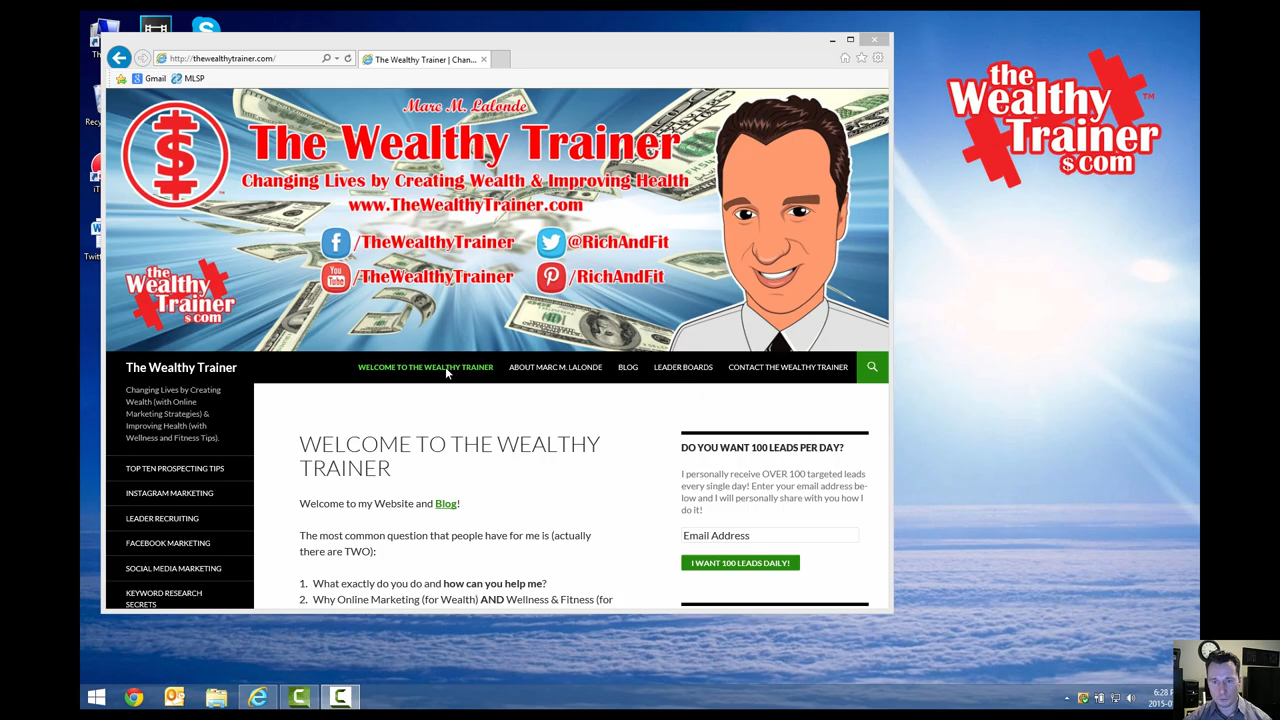 http://thewealthytrainer.com/
The Wealthy Trainer | Chan...
Gmail
MLSP
Marc M. Lalonde
The Wealthy Trainer
Changing Lives by Creating Wealth & Improving Health
www.TheWealthyTrainer.com
/TheWealthyTrainer
@RichAndFit
You
Tube
/TheWealthyTrainer
/RichAndFit
the
Wealthy
Trainer
$.com
the
Wealthy™
Trainer
$.com
The Wealthy Trainer
WELCOME TO THE WEALTHY TRAINER
ABOUT MARC M. LALONDE
BLOG
LEADER BOARDS
CONTACT THE WEALTHY TRAINER
Changing Lives by Creating
Wealth (with Online
Marketing Strategies) &
Improving Health (with
Wellness and Fitness Tips).
TOP TEN PROSPECTING TIPS
INSTAGRAM MARKETING
LEADER RECRUITING
FACEBOOK MARKETING
SOCIAL MEDIA MARKETING
KEYWORD RESEARCH
SECRETS
WELCOME TO THE WEALTHY
TRAINER
Welcome to my Website and Blog!
The most common question that people have for me is (actually
there are TWO):
1. What exactly do you do and how can you help me?
2. Why Online Marketing (for Wealth) AND Wellness & Fitness (for
DO YOU WANT 100 LEADS PER DAY?
I personally receive OVER 100 targeted leads
every single day! Enter your email address be-
low and I will personally share with you how I
do it!
Email Address
I WANT 100 LEADS DAILY!
6:28 P